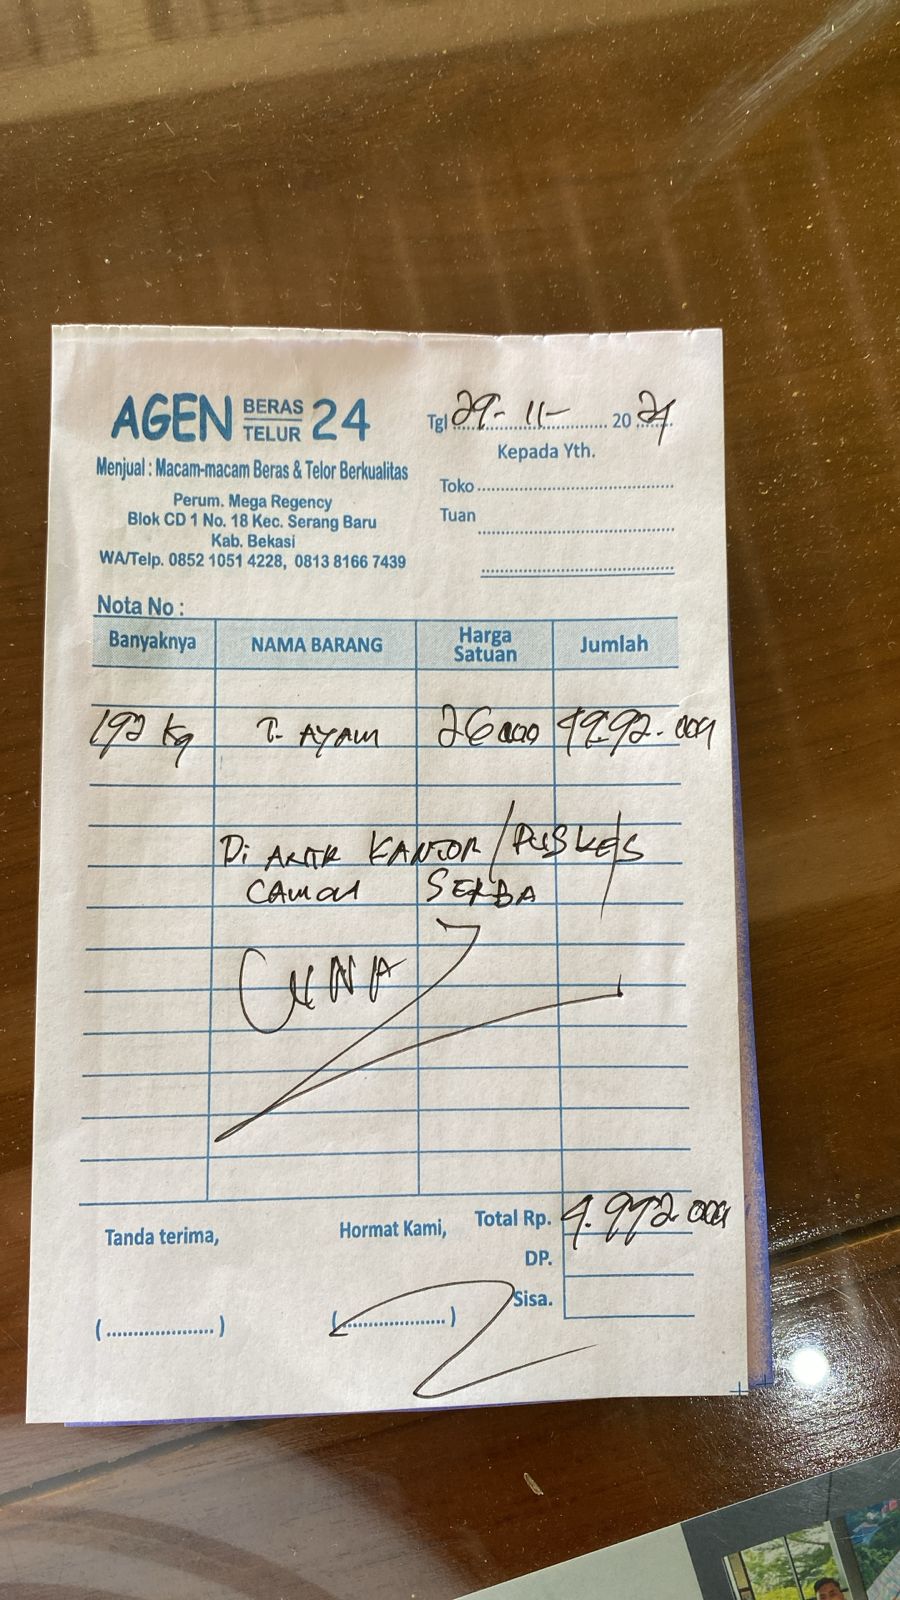 AGEN BERAS TELUR 24
Menjual : Macam-macam Beras & Telor Berkualitas
Perum. Mega Regency
Blok CD 1 No. 18 Kec. Serang Baru
Kab. Bekasi
WA/Telp. 0852 1051 4228, 0813 8166 7439
Tgl 29-11- 2024
Kepada Yth.
Toko
Tuan
Nota No :
Banyaknya NAMA BARANG Harga Satuan Jumlah
192 Kg T. AYAM 26000 4992.000
Di KANTOR / PUSKES
SERBA
Tanda terima, Hormat Kami, Total Rp. 4.992.000
DP.
Sisa.
(....................) (....................)